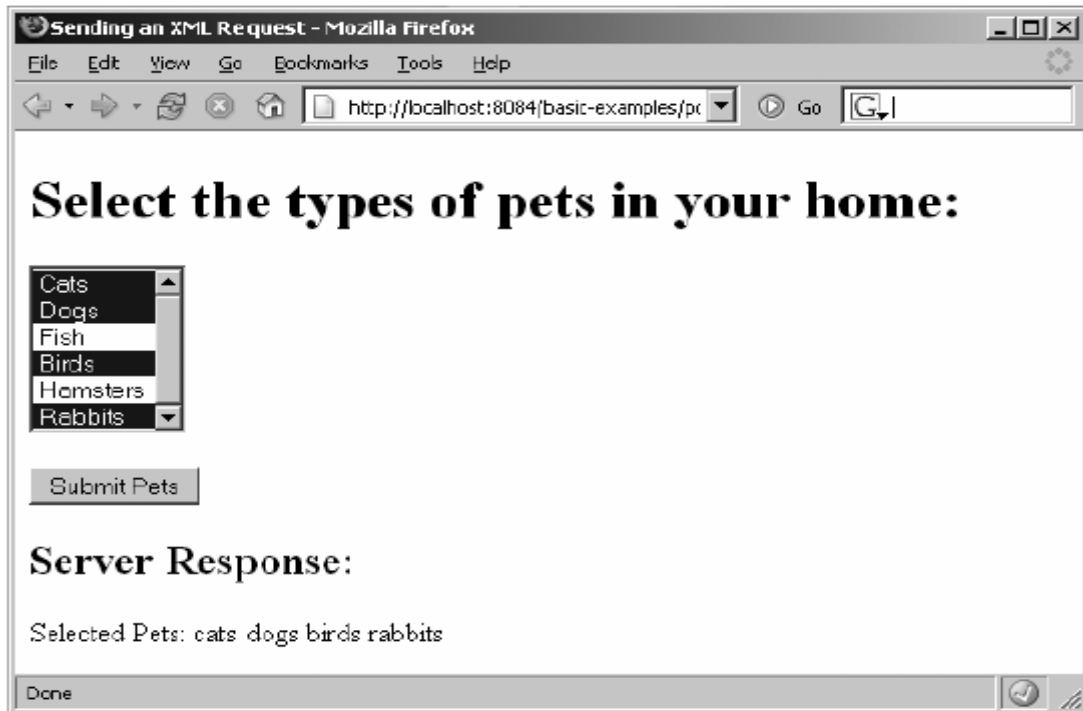 Sending an XML Request - Mozilla Firefox
File Edit View Go Bookmarks Tools Help
http://localhost:8084/basic-examples/po Go G
Select the types of pets in your home:
Cats
Dogs
Fish
Birds
Hamsters
Rabbits
Submit Pets
Server Response:
Selected Pets: cats dogs birds rabbits
Done